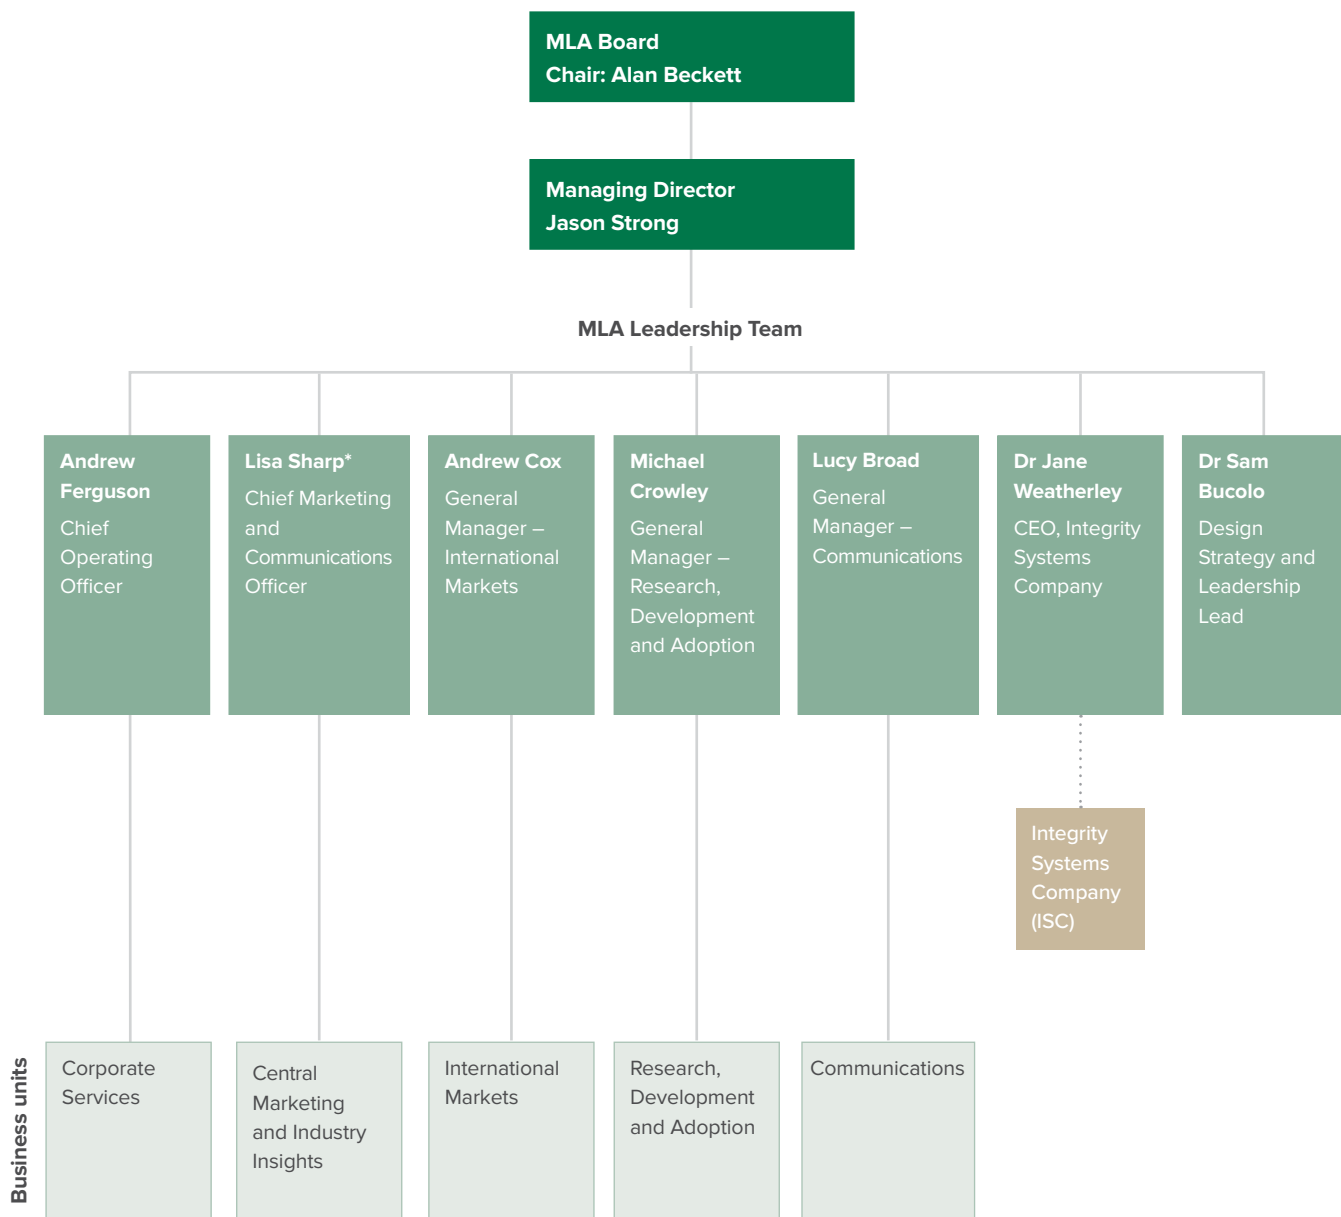 MLA Board
Chair: Alan Beckett
Managing Director
Jason Strong
MLA Leadership Team
Andrew
Ferguson
Chief
Operating
Officer
Lisa Sharp*
Chief Marketing
and
Communications
Officer
Andrew Cox
General
Manager –
International
Markets
Michael
Crowley
General
Manager –
Research,
Development
and Adoption
Lucy Broad
General
Manager –
Communications
Dr Jane
Weatherley
CEO, Integrity
Systems
Company
Dr Sam
Bucolo
Design
Strategy and
Leadership
Lead
Integrity
Systems
Company
(ISC)
Business units
Corporate
Services
Central
Marketing
and Industry
Insights
International
Markets
Research,
Development
and Adoption
Communications